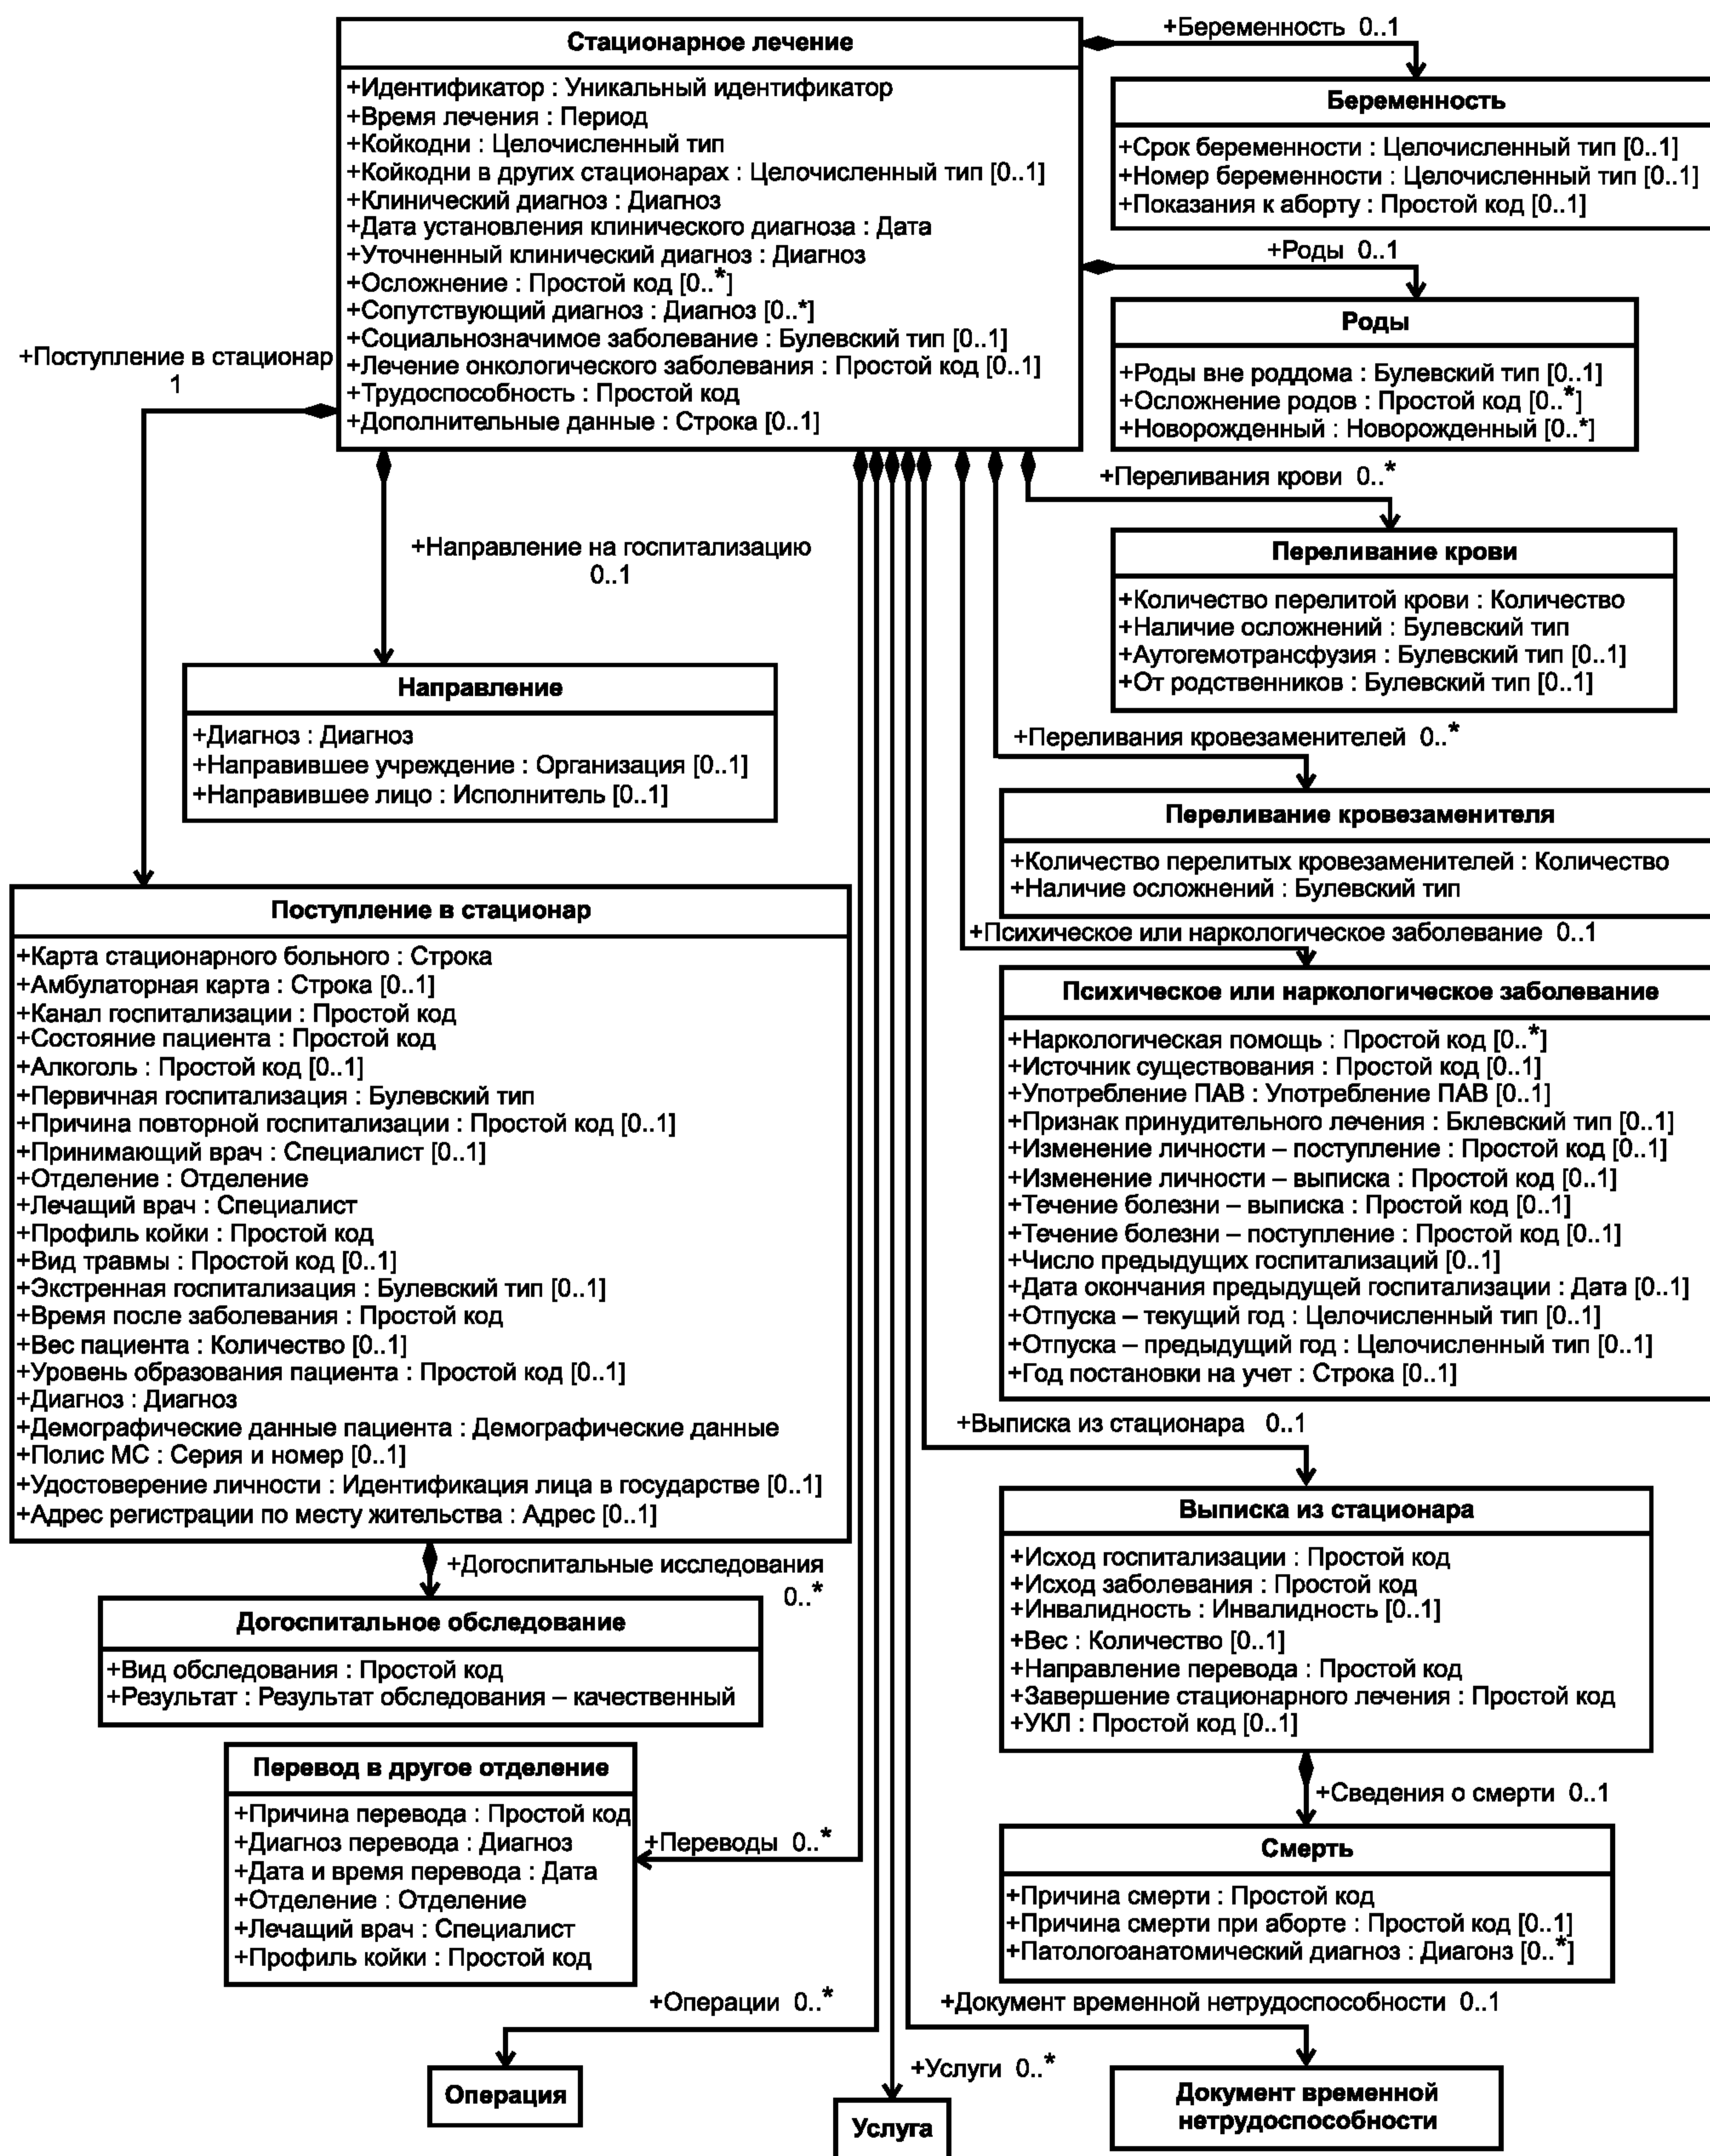 Стационарное лечение
+Идентификатор : Уникальный идентификатор
+Время лечения : Период
+Койкодни : Целочисленный тип
+Койкодни в других стационарах : Целочисленный тип [0..1]
+Клинический диагноз : Диагноз
+Дата установления клинического диагноза : Дата
+Уточненный клинический диагноз : Диагноз
+Осложнение : Простой код [0..*]
+Сопутствующий диагноз : Диагноз [0..*]
+Социальнозначимое заболевание : Булевский тип [0..1]
+Лечение онкологического заболевания : Простой код [0..1]
+Трудоспособность : Простой код
+Дополнительные данные : Строка [0..1]
+Беременность 0..1
Беременность
+Срок беременности : Целочисленный тип [0..1]
+Номер беременности : Целочисленный тип [0..1]
+Показания к аборту : Простой код [0..1]
+Роды 0..1
Роды
+Роды вне роддома : Булевский тип [0..1]
+Осложнение родов : Простой код [0..*]
+Новорожденный : Новорожденный [0..*]
+Поступление в стационар
1
+Переливания крови 0..*
Переливание крови
+Количество перелитой крови : Количество
+Наличие осложнений : Булевский тип
+Аутогемотрансфузия : Булевский тип [0..1]
+От родственников : Булевский тип [0..1]
+Направление на госпитализацию
0..1
Направление
+Диагноз : Диагноз
+Направившее учреждение : Организация [0..1]
+Направившее лицо : Исполнитель [0..1]
+Переливания кровезаменителей 0..*
Переливание кровезаменителя
+Количество перелитых кровезаменителей : Количество
+Наличие осложнений : Булевский тип
Поступление в стационар
+Карта стационарного больного : Строка
+Амбулаторная карта : Строка [0..1]
+Канал госпитализации : Простой код
+Состояние пациента : Простой код
+Алкоголь : Простой код [0..1]
+Первичная госпитализация : Булевский тип
+Причина повторной госпитализации : Простой код [0..1]
+Принимающий врач : Специалист [0..1]
+Отделение : Отделение
+Лечащий врач : Специалист
+Профиль койки : Простой код
+Вид травмы : Простой код [0..1]
+Экстренная госпитализация : Булевский тип [0..1]
+Время после заболевания : Простой код
+Вес пациента : Количество [0..1]
+Уровень образования пациента : Простой код [0..1]
+Диагноз : Диагноз
+Демографические данные пациента : Демографические данные
+Полис МС : Серия и номер [0..1]
+Удостоверение личности : Идентификация лица в государстве [0..1]
+Адрес регистрации по месту жительства : Адрес [0..1]
+Психическое или наркологическое заболевание 0..1
Психическое или наркологическое заболевание
+Наркологическая помощь : Простой код [0..*]
+Источник существования : Простой код [0..1]
+Употребление ПАВ : Употребление ПАВ [0..1]
+Признак принудительного лечения : Бклевский тип [0..1]
+Изменение личности – поступление : Простой код [0..1]
+Изменение личности – выписка : Простой код [0..1]
+Течение болезни – выписка : Простой код [0..1]
+Течение болезни – поступление : Простой код [0..1]
+Число предыдущих госпитализаций [0..1]
+Дата окончания предыдущей госпитализации : Дата [0..1]
+Отпуска – текущий год : Целочисленный тип [0..1]
+Отпуска – предыдущий год : Целочисленный тип [0..1]
+Год постановки на учет : Строка [0..1]
+Выписка из стационара 0..1
Выписка из стационара
+Исход госпитализации : Простой код
+Исход заболевания : Простой код
+Инвалидность : Инвалидность [0..1]
+Вес : Количество [0..1]
+Направление перевода : Простой код
+Завершение стационарного лечения : Простой код
+УКЛ : Простой код [0..1]
+Догоспитальные исследования
0..*
Догоспитальное обследование
+Вид обследования : Простой код
+Результат : Результат обследования – качественный
Перевод в другое отделение
+Причина перевода : Простой код
+Диагноз перевода : Диагноз
+Дата и время перевода : Дата
+Отделение : Отделение
+Лечащий врач : Специалист
+Профиль койки : Простой код
+Переводы 0..*
+Сведения о смерти 0..1
Смерть
+Причина смерти : Простой код
+Причина смерти при аборте : Простой код [0..1]
+Патологоанатомический диагноз : Диагонз [0..*]
+Операции 0..*
+Документ временной нетрудоспособности 0..1
Операция
+Услуги 0..*
Услуга
Документ временной
нетрудоспособности